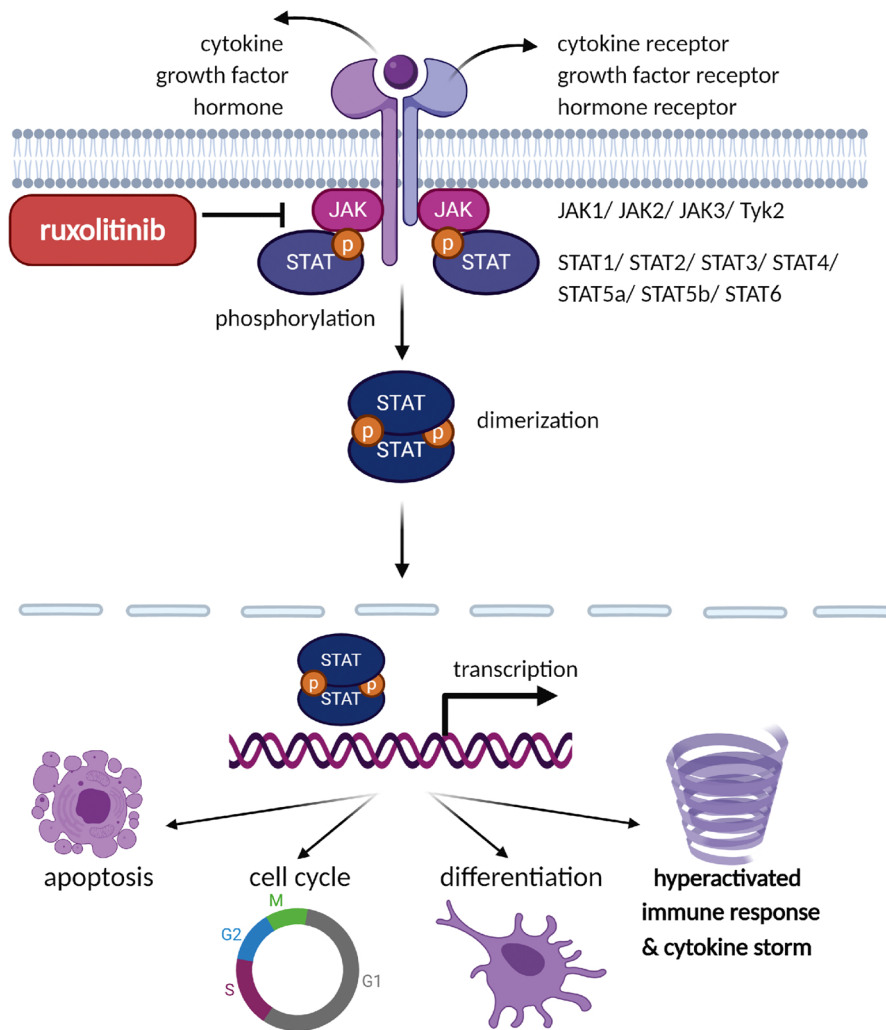 cytokine
growth factor
hormone
cytokine receptor
growth factor receptor
hormone receptor
ruxolitinib
JAK
JAK
JAK1/ JAK2/ JAK3/ Tyk2
p
p
STAT
STAT
STAT1/ STAT2/ STAT3/ STAT4/
STAT5a/ STAT5b/ STAT6
phosphorylation
STAT
p
p
STAT
dimerization
STAT
p
p
STAT
transcription
apoptosis
cell cycle
differentiation
hyperactivated
immune response
& cytokine storm
M
G2
S
G1